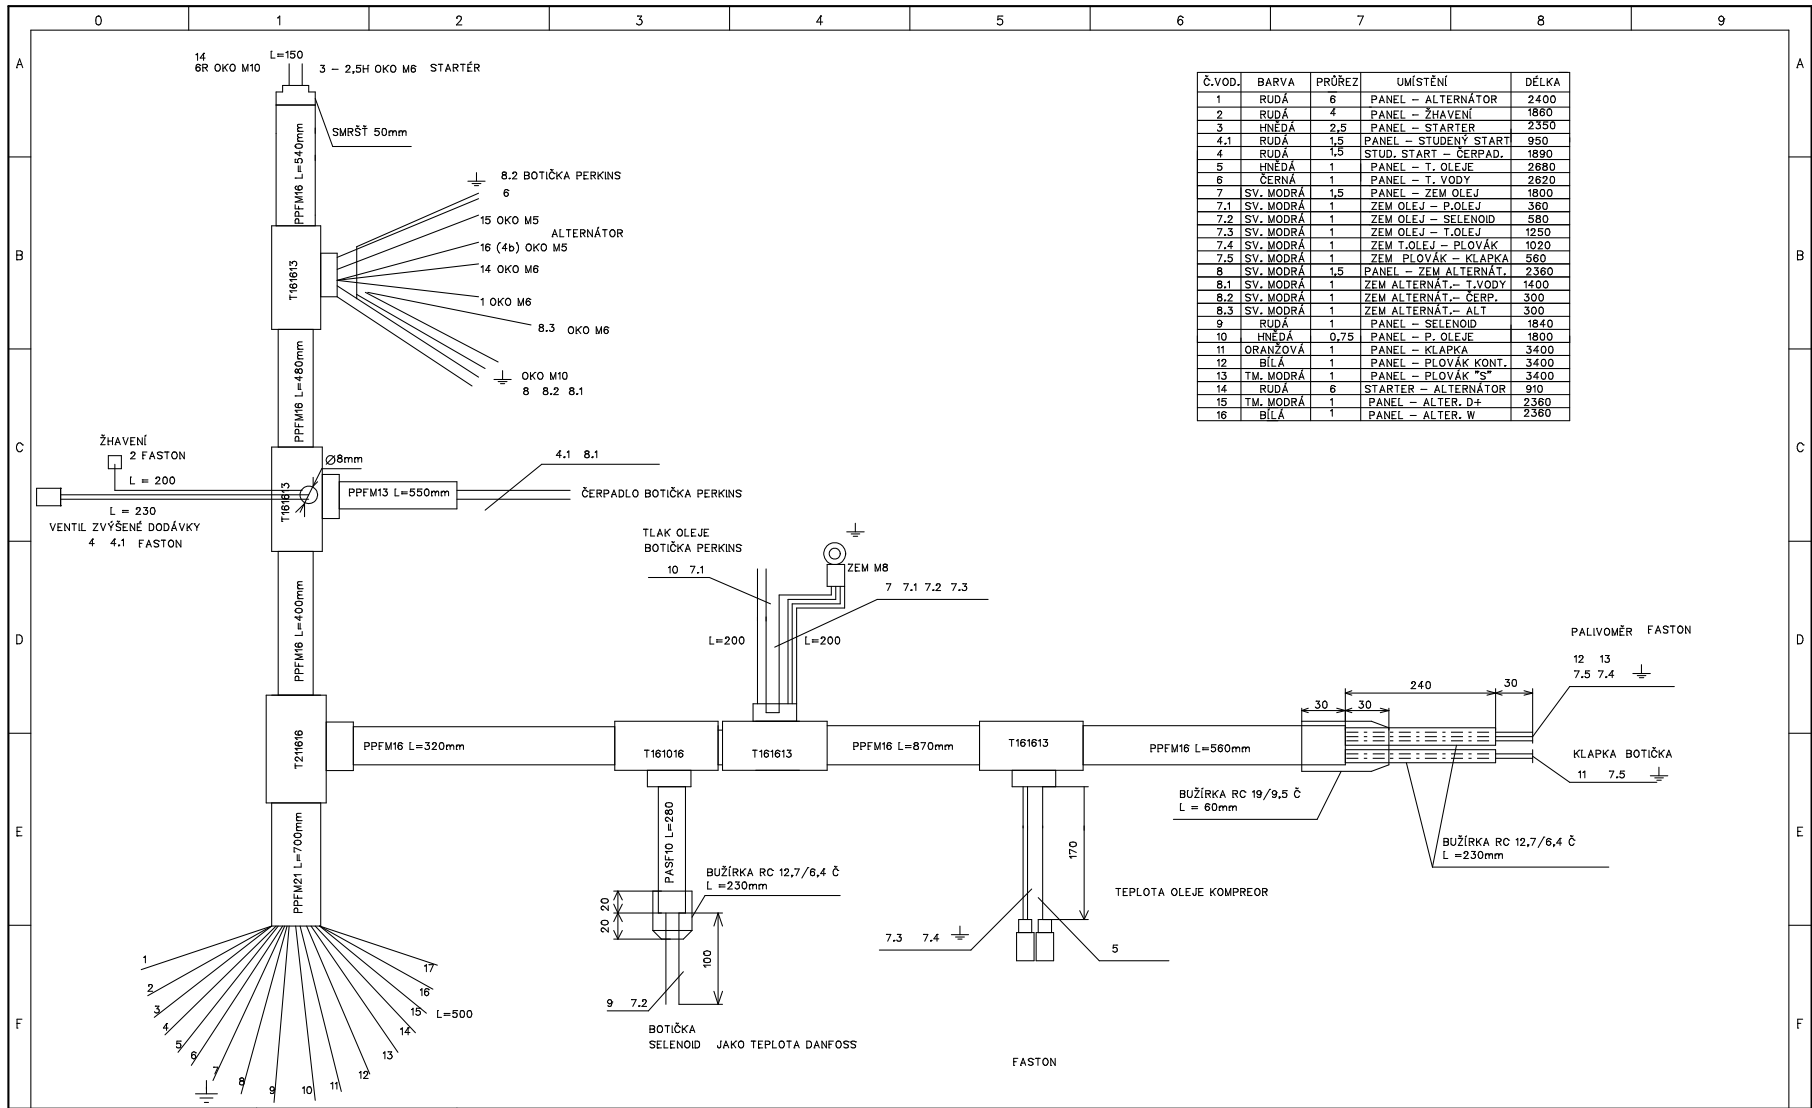 0 1 2 3 4 5 6 7 8 9
A A
B B
C C
D D
E E
F F
14
6R OKO M10
L=150
3 – 2,5H OKO M6 STARTÉR
SMRŠŤ 50mm
PPFM16 L=540mm
T161613
8.2 BOTIČKA PERKINS
6
15 OKO M5
ALTERNÁTOR
16 (4b) OKO M5
14 OKO M6
1 OKO M6
8.3 OKO M6
OKO M10
8 8.2 8.1
PPFM16 L=480mm
ŽHAVENÍ
2 FASTON
L = 200
L = 230
VENTIL ZVÝŠENÉ DODÁVKY
4 4.1 FASTON
T161613
Ø8mm
PPFM13 L=550mm
4.1 8.1
ČERPADLO BOTIČKA PERKINS
PPFM16 L=400mm
T211616
PPFM16 L=320mm
PPFM21 L=700mm
1
2
3
4
5
6
7
8
9
10
11
12
13
14
15
16
17
L=500
T161016
PASF10 L=280
BUŽÍRKA RC 12,7/6,4 Č
L =230mm
20
20
100
9 7.2
BOTIČKA
SELENOID JAKO TEPLOTA DANFOSS
TLAK OLEJE
BOTIČKA PERKINS
10 7.1
ZEM M8
7 7.1 7.2 7.3
L=200
L=200
T161613
PPFM16 L=870mm
T161613
PPFM16 L=560mm
170
TEPLOTA OLEJE KOMPREOR
7.3 7.4
5
FASTON
PALIVOMĚR FASTON
12 13
7.5 7.4
240
30
30
30
KLAPKA BOTIČKA
11 7.5
BUŽÍRKA RC 19/9,5 Č
L = 60mm
BUŽÍRKA RC 12,7/6,4 Č
L =230mm
Č.VOD. BARVA PRŮŘEZ UMÍSTĚNÍ DÉLKA
1 RUDÁ 6 PANEL – ALTERNÁTOR 2400
2 RUDÁ 4 PANEL – ŽHAVENÍ 1860
3 HNĚDÁ 2,5 PANEL – STARTER 2350
4.1 RUDÁ 1,5 PANEL – STUDENÝ START 950
4 RUDÁ 1,5 STUD. START – ČERPAD. 1890
5 HNĚDÁ 1 PANEL – T. OLEJE 2680
6 ČERNÁ 1 PANEL – T. VODY 2620
7 SV. MODRÁ 1,5 PANEL – ZEM OLEJ 1800
7.1 SV. MODRÁ 1 ZEM OLEJ – P.OLEJ 360
7.2 SV. MODRÁ 1 ZEM OLEJ – SELENOID 580
7.3 SV. MODRÁ 1 ZEM OLEJ – T.OLEJ 1250
7.4 SV. MODRÁ 1 ZEM T.OLEJ – PLOVÁK 1020
7.5 SV. MODRÁ 1 ZEM PLOVÁK – KLAPKA 560
8 SV. MODRÁ 1,5 PANEL – ZEM ALTERNÁT. 2360
8.1 SV. MODRÁ 1 ZEM ALTERNÁT.– T.VODY 1400
8.2 SV. MODRÁ 1 ZEM ALTERNÁT.– ČERP. 300
8.3 SV. MODRÁ 1 ZEM ALTERNÁT.– ALT 300
9 RUDÁ 1 PANEL – SELENOID 1840
10 HNĚDÁ 0,75 PANEL – P. OLEJE 1800
11 ORANŽOVÁ 1 PANEL – KLAPKA 3400
12 BÍLÁ 1 PANEL – PLOVÁK KONT. 3400
13 TM. MODRÁ 1 PANEL – PLOVÁK "S" 3400
14 RUDÁ 6 STARTER – ALTERNÁTOR 910
15 TM. MODRÁ 1 PANEL – ALTER. D+ 2360
16 BÍLÁ 1 PANEL – ALTER. W 2360